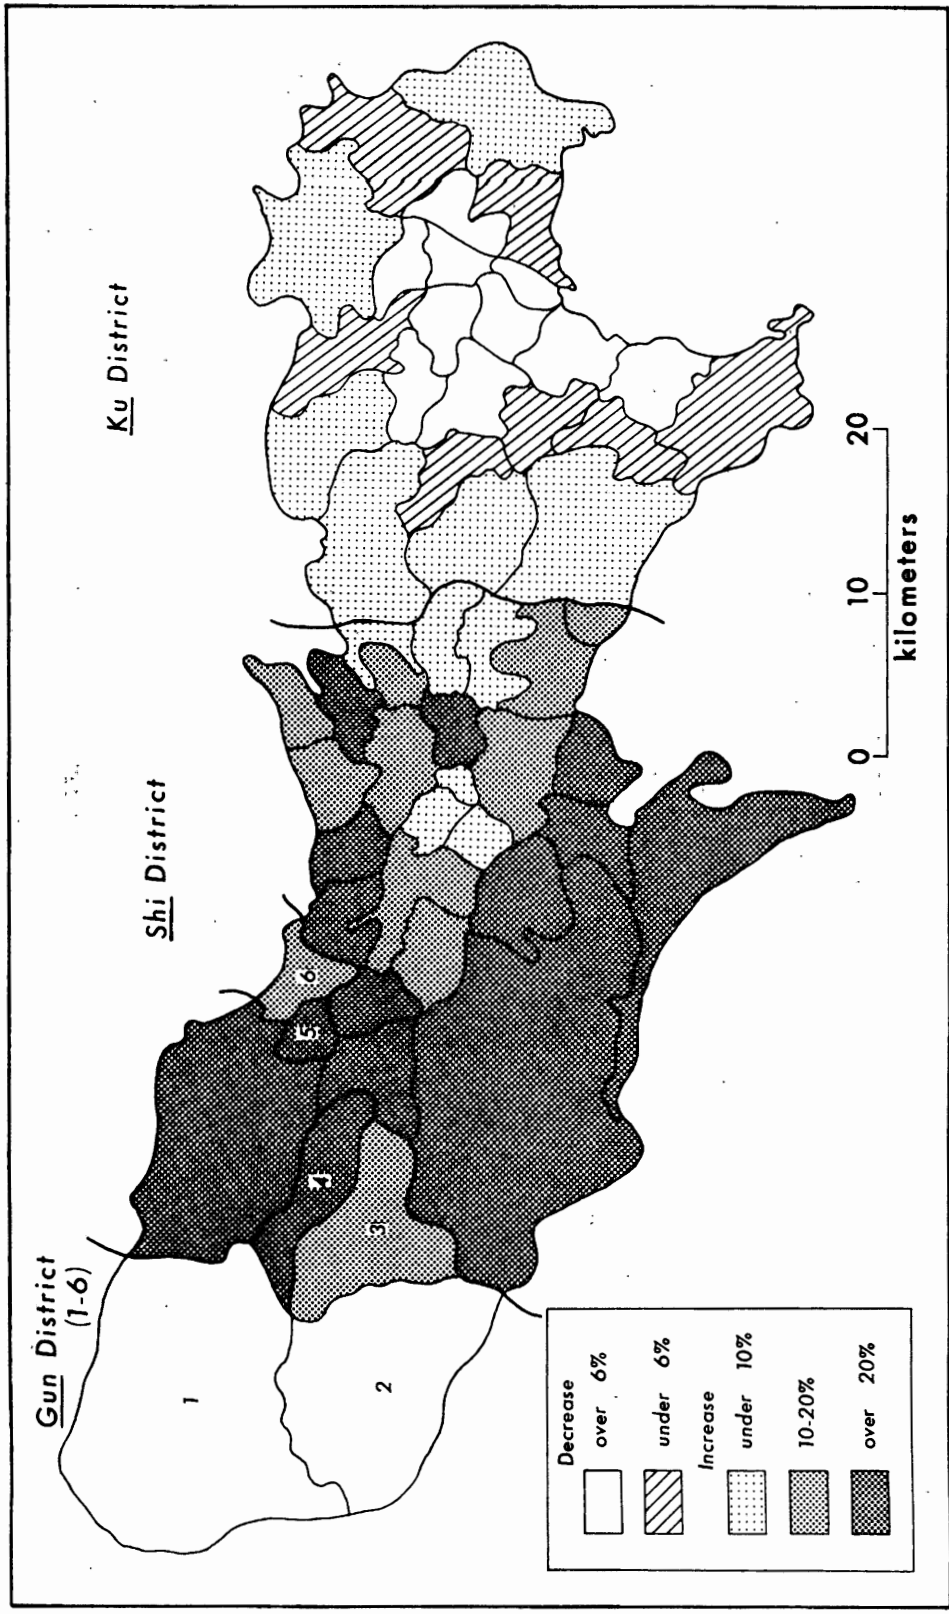 Gun District
(1-6)
Shi District
Ku District
1
2
3
4
5
6
Decrease
over 6%
under 6%
Increase
under 10%
10-20%
over 20%
0 10 20
kilometers